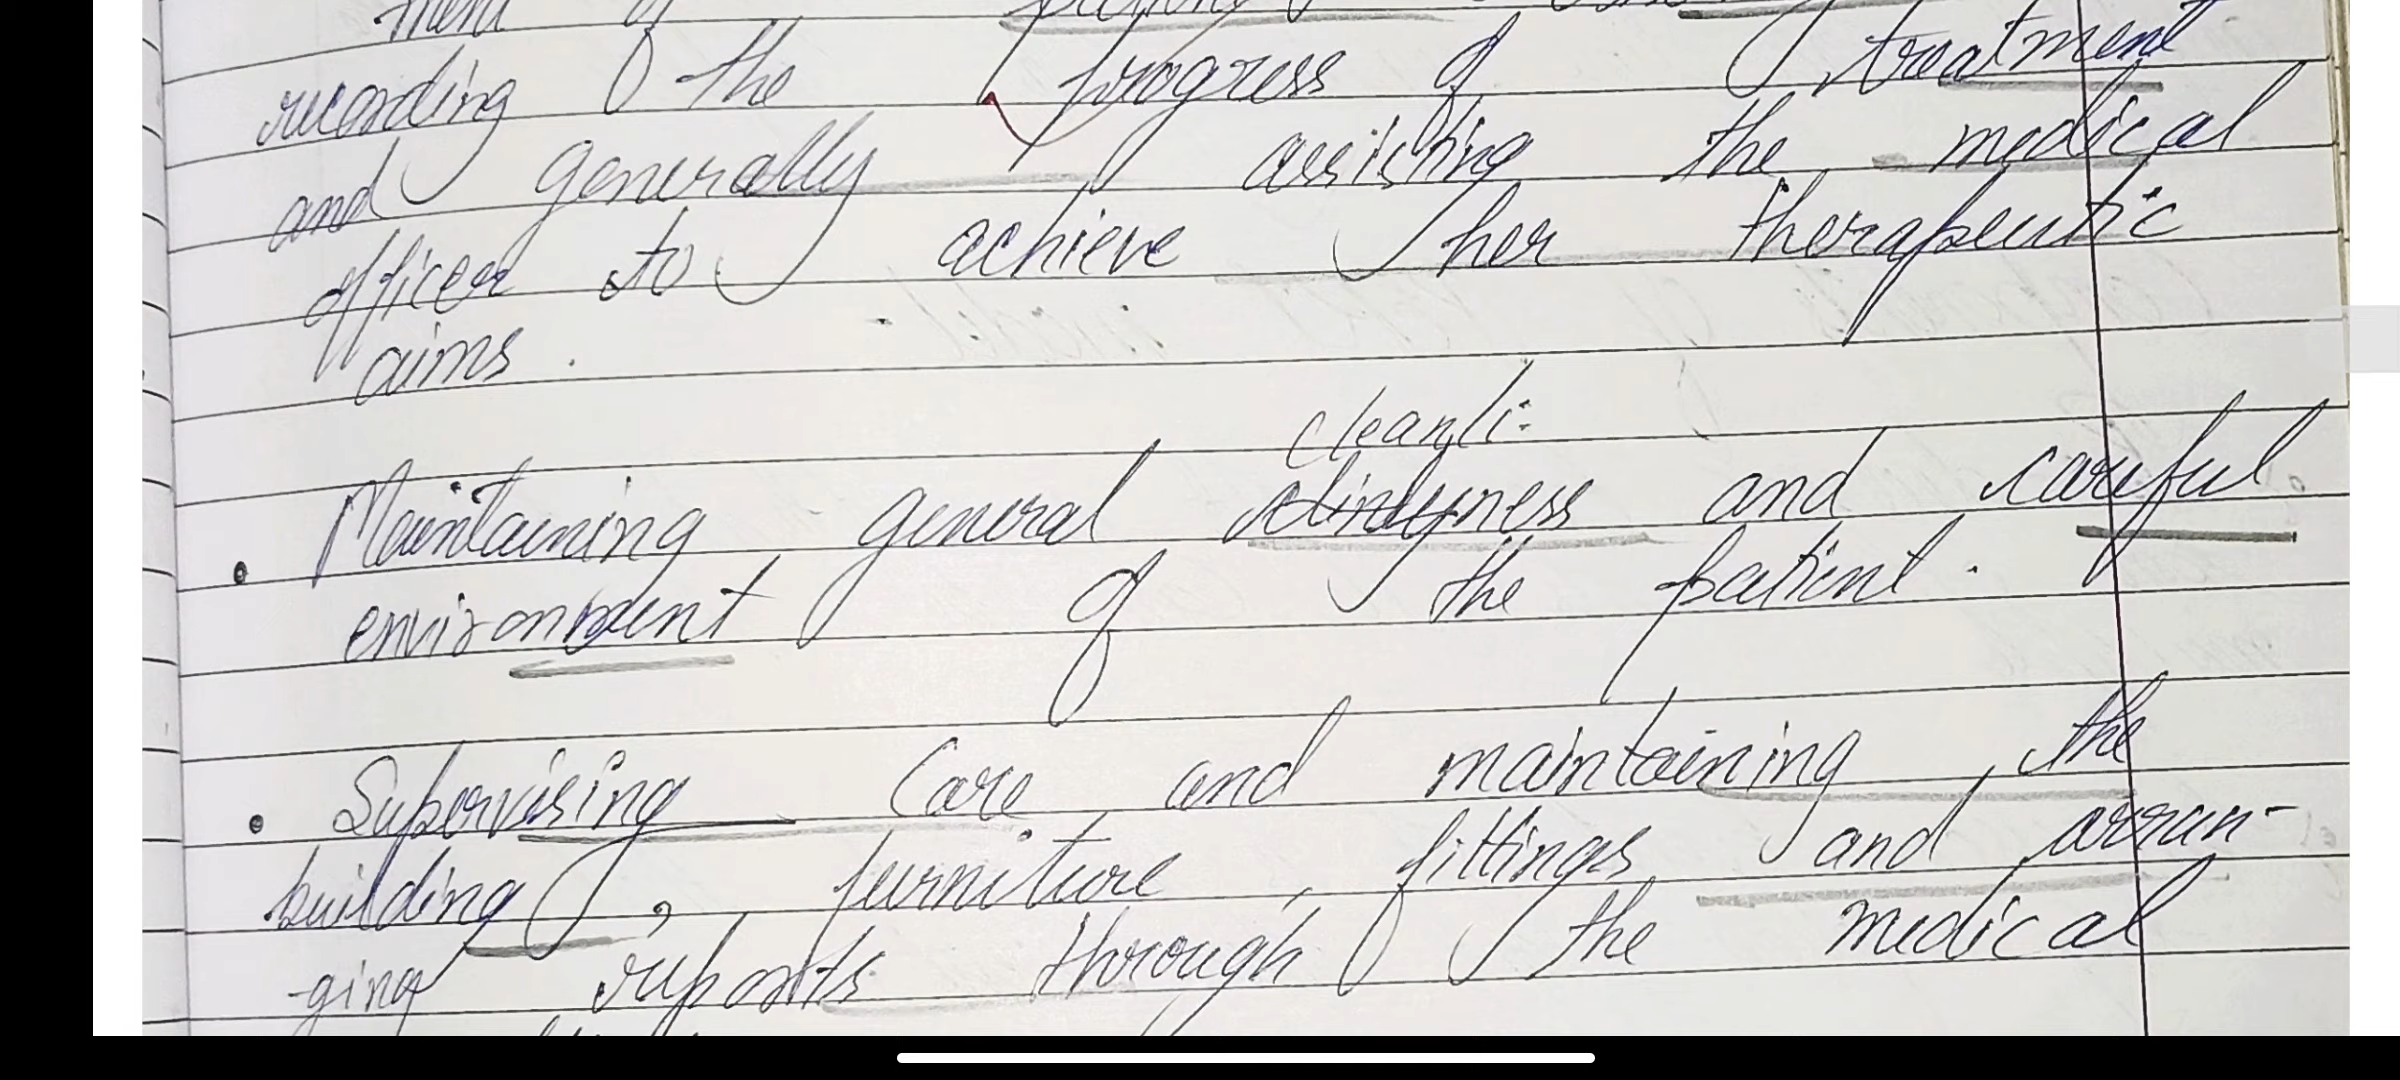 recording the progress of treatment
and generally assisting the medical
officer to achieve her therapeutic
aims.
cleanli-
• Maintaining general ness and careful
environment of the patient.
• Supervising Care and maintaining the
building, furniture, fittings and arran-
-ging reports through the medical